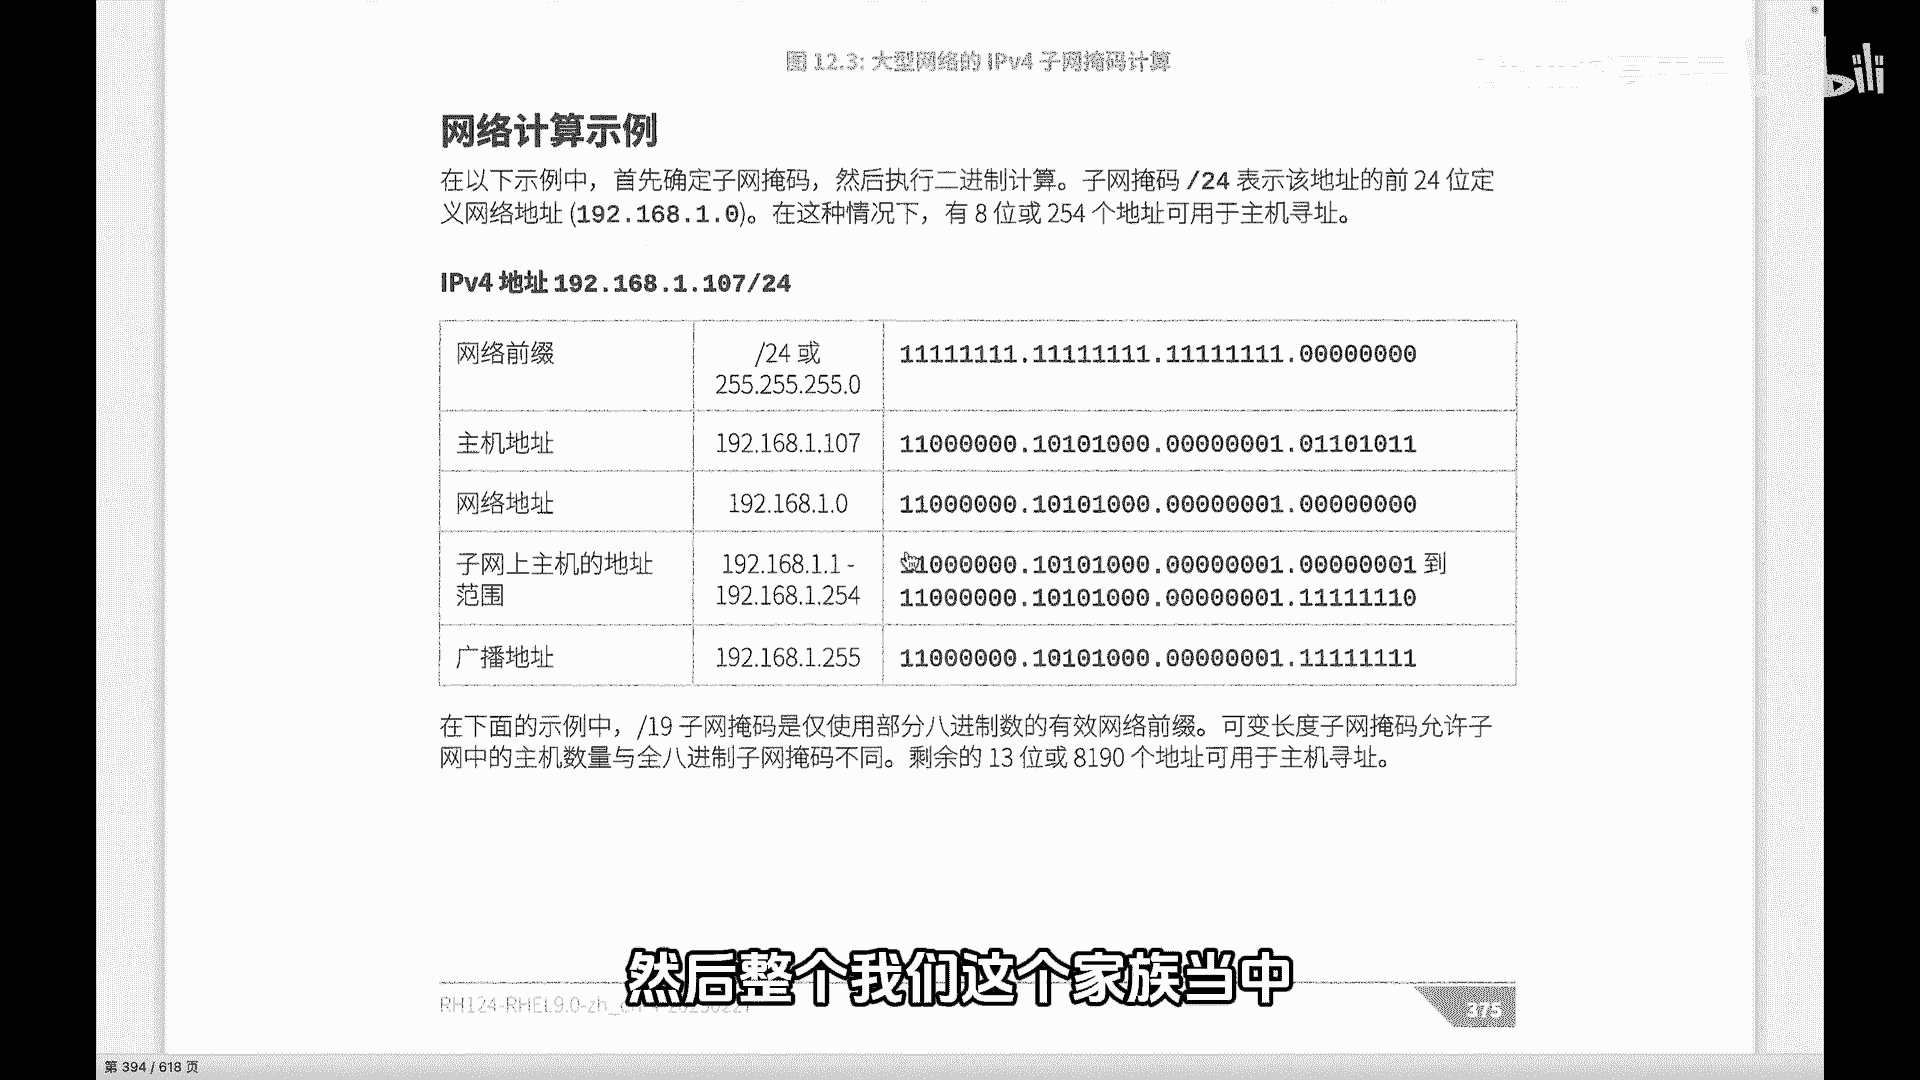 图 12.3: 大型网络的 IPv4 子网掩码计算
bili
网络计算示例
在以下示例中，首先确定子网掩码，然后执行二进制计算。子网掩码 /24 表示该地址的前 24 位定
义网络地址 (192.168.1.0)。在这种情况下，有 8 位或 254 个地址可用于主机寻址。
IPv4 地址 192.168.1.107/24
网络前缀
/24 或
255.255.255.0
11111111.11111111.11111111.00000000
主机地址
192.168.1.107
11000000.10101000.00000001.01101011
网络地址
192.168.1.0
11000000.10101000.00000001.00000000
子网上主机的地址
范围
192.168.1.1 -
192.168.1.254
11000000.10101000.00000001.00000001 到
11000000.10101000.00000001.11111110
广播地址
192.168.1.255
11000000.10101000.00000001.11111111
在下面的示例中，/19 子网掩码是仅使用部分八进制数的有效网络前缀。可变长度子网掩码允许子
网中的主机数量与全八进制子网掩码不同。剩余的 13 位或 8190 个地址可用于主机寻址。
然后整个我们这个家族当中
RH124-RHEL9.0-zh_
375
第 394 / 618 页